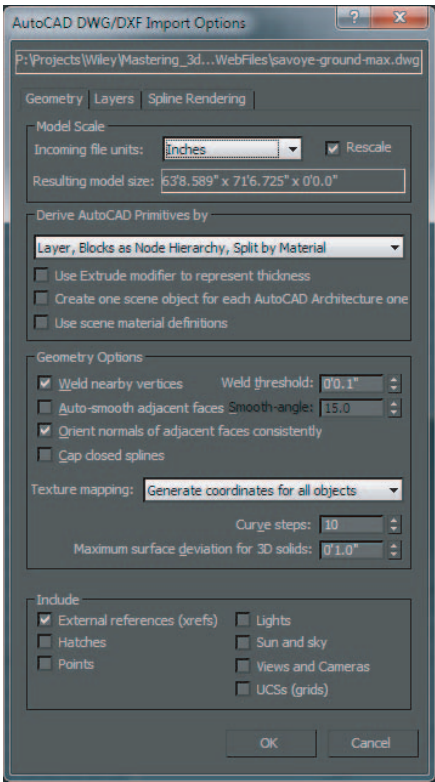 AutoCAD DWG/DXF Import Options
P:\Projects\Wiley\Mastering_3d...WebFiles\savoye-ground-max.dwg
Geometry Layers Spline Rendering
Model Scale
Incoming file units: Inches Rescale
Resulting model size: 63'8.589" x 71'6.725" x 0'0.0"
Derive AutoCAD Primitives by
Layer, Blocks as Node Hierarchy, Split by Material
Use Extrude modifier to represent thickness
Create one scene object for each AutoCAD Architecture one
Use scene material definitions
Geometry Options
Weld nearby vertices Weld threshold: 0'0.1"
Auto-smooth adjacent faces Smooth-angle: 15.0
Orient normals of adjacent faces consistently
Cap closed splines
Texture mapping: Generate coordinates for all objects
Curve steps: 10
Maximum surface deviation for 3D solids: 0'1.0"
Include
External references (xrefs) Lights
Hatches Sun and sky
Points Views and Cameras
UCSs (grids)
OK Cancel